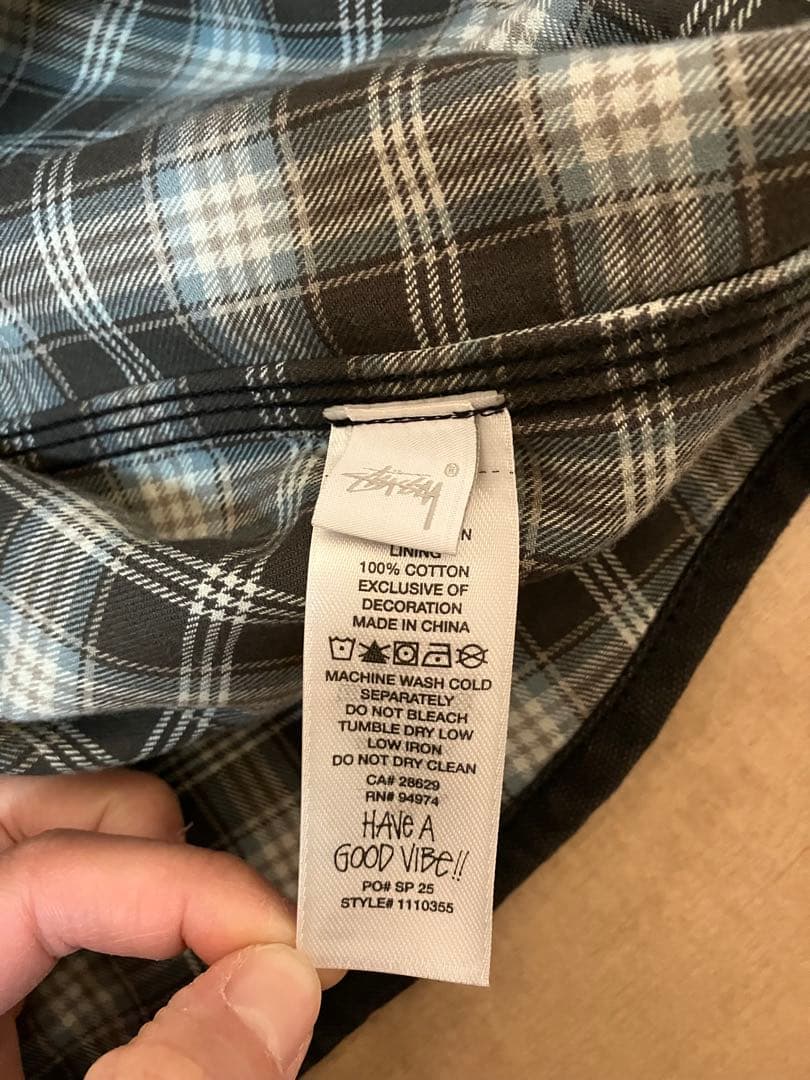 Stüssy ®
N
LINING
100% COTTON
EXCLUSIVE OF
DECORATION
MADE IN CHINA
MACHINE WASH COLD
SEPARATELY
DO NOT BLEACH
TUMBLE DRY LOW
LOW IRON
DO NOT DRY CLEAN
CA# 28629
RN# 94974
HAVE A
GOOD VIBE!!
PO# SP 25
STYLE# 1110355